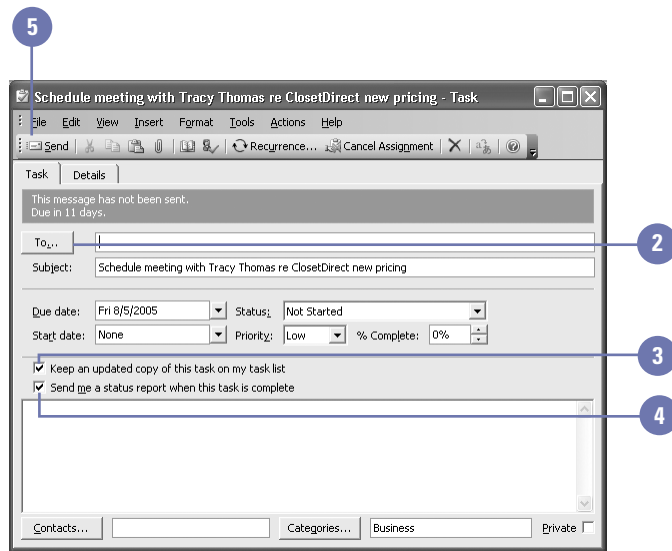 5
Schedule meeting with Tracy Thomas re ClosetDirect new pricing - Task
File Edit View Insert Format Tools Actions Help
Send Recurrence... Cancel Assignment
Task Details
This message has not been sent.
Due in 11 days.
To...
2
Subject: Schedule meeting with Tracy Thomas re ClosetDirect new pricing
Due date: Fri 8/5/2005 Status: Not Started
Start date: None Priority: Low % Complete: 0%
3
Keep an updated copy of this task on my task list
Send me a status report when this task is complete
4
Contacts... Categories... Business Private